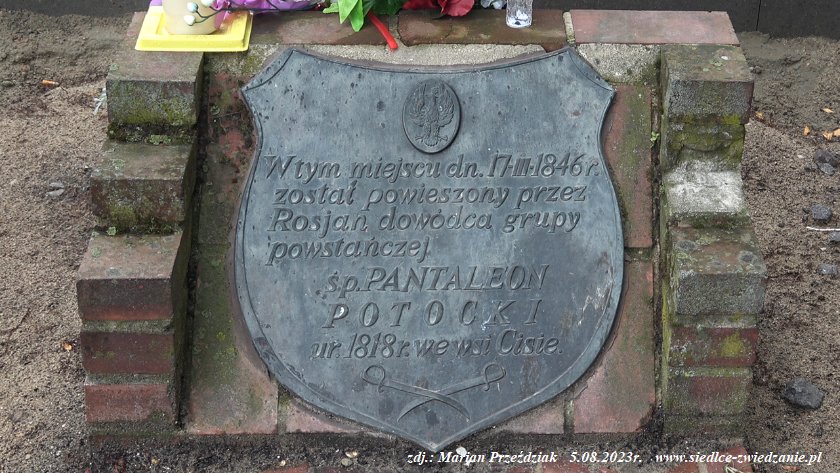 W tym miejscu dn. 17-III-1846 r.
został powieszony przez
Rosjan dowódca grupy
powstańczej
śp. PANTALEON
POTOCKI
ur. 1818 r. we wsi Cisie.
zdj.: Marian Przeździak 5.08.2023r. www.siedlce-zwiedzanie.pl